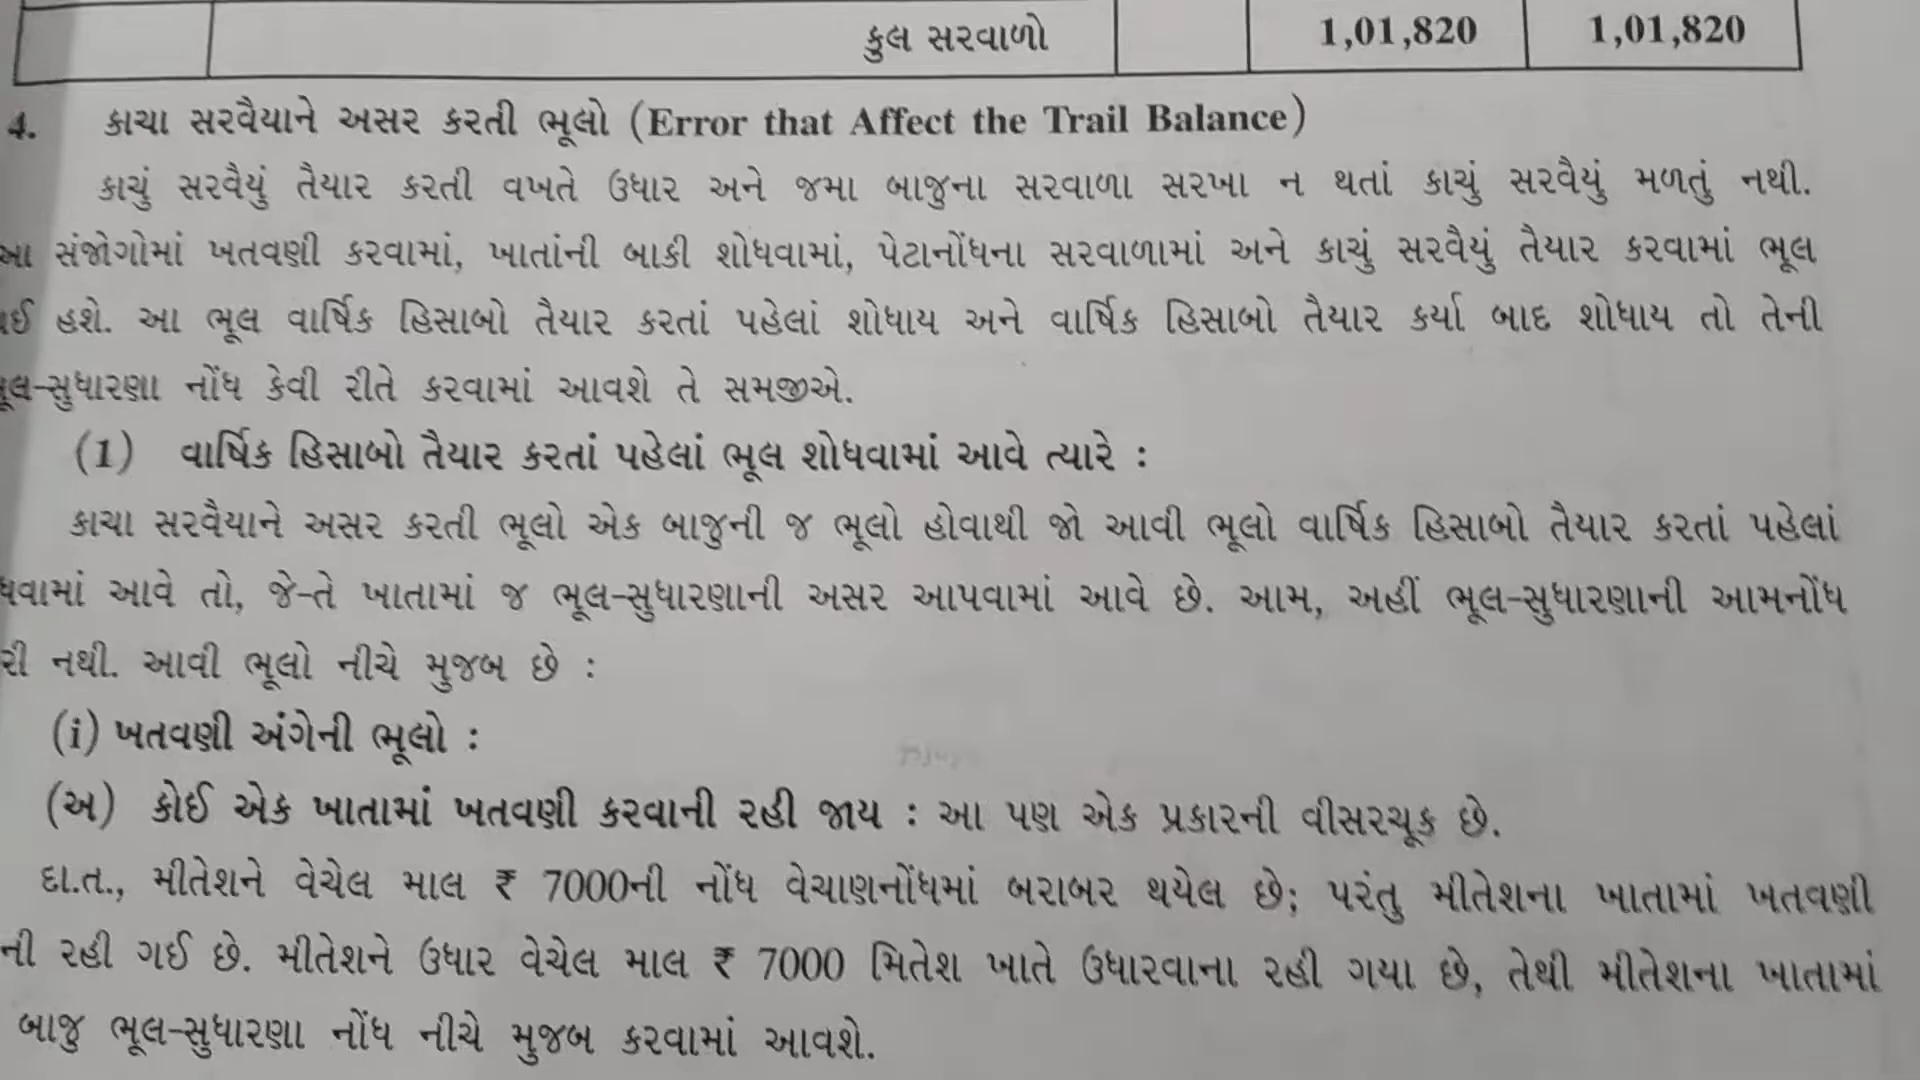 કુલ સરવાળો 1,01,820 1,01,820
4. કાચા સરવૈયાને અસર કરતી ભૂલો (Error that Affect the Trail Balance)
કાચું સરવૈયું તૈયાર કરતી વખતે ઉધાર અને જમા બાજુના સરવાળા સરખા ન થતાં કાચું સરવૈયું મળતું નથી.
આ સંજોગોમાં ખતવણી કરવામાં, ખાતાંની બાકી શોધવામાં, પેટાનોંધના સરવાળામાં અને કાચું સરવૈયું તૈયાર કરવામાં ભૂલ
હશે. આ ભૂલ વાર્ષિક હિસાબો તૈયાર કરતાં પહેલાં શોધાય અને વાર્ષિક હિસાબો તૈયાર કર્યા બાદ શોધાય તો તેની
ભૂલ-સુધારણા નોંધ કેવી રીતે કરવામાં આવશે તે સમજીએ.
(1) વાર્ષિક હિસાબો તૈયાર કરતાં પહેલાં ભૂલ શોધવામાં આવે ત્યારે :
કાચા સરવૈયાને અસર કરતી ભૂલો એક બાજુની જ ભૂલો હોવાથી જો આવી ભૂલો વાર્ષિક હિસાબો તૈયાર કરતાં પહેલાં
ધવામાં આવે તો, જે-તે ખાતામાં જ ભૂલ-સુધારણાની અસર આપવામાં આવે છે. આમ, અહીં ભૂલ-સુધારણાની આમનોંધ
રી નથી. આવી ભૂલો નીચે મુજબ છે :
(i) ખતવણી અંગેની ભૂલો :
(અ) કોઈ એક ખાતામાં ખતવણી કરવાની રહી જાય : આ પણ એક પ્રકારની વીસરચૂક છે.
દા.ત., મીતેશને વેચેલ માલ ₹ 7000ની નોંધ વેચાણનોંધમાં બરાબર થયેલ છે; પરંતુ મીતેશના ખાતામાં ખતવણી
ની રહી ગઈ છે. મીતેશને ઉધાર વેચેલ માલ ₹ 7000 મિતેશ ખાતે ઉધારવાના રહી ગયા છે, તેથી મીતેશના ખાતામાં
બાજુ ભૂલ-સુધારણા નોંધ નીચે મુજબ કરવામાં આવશે.